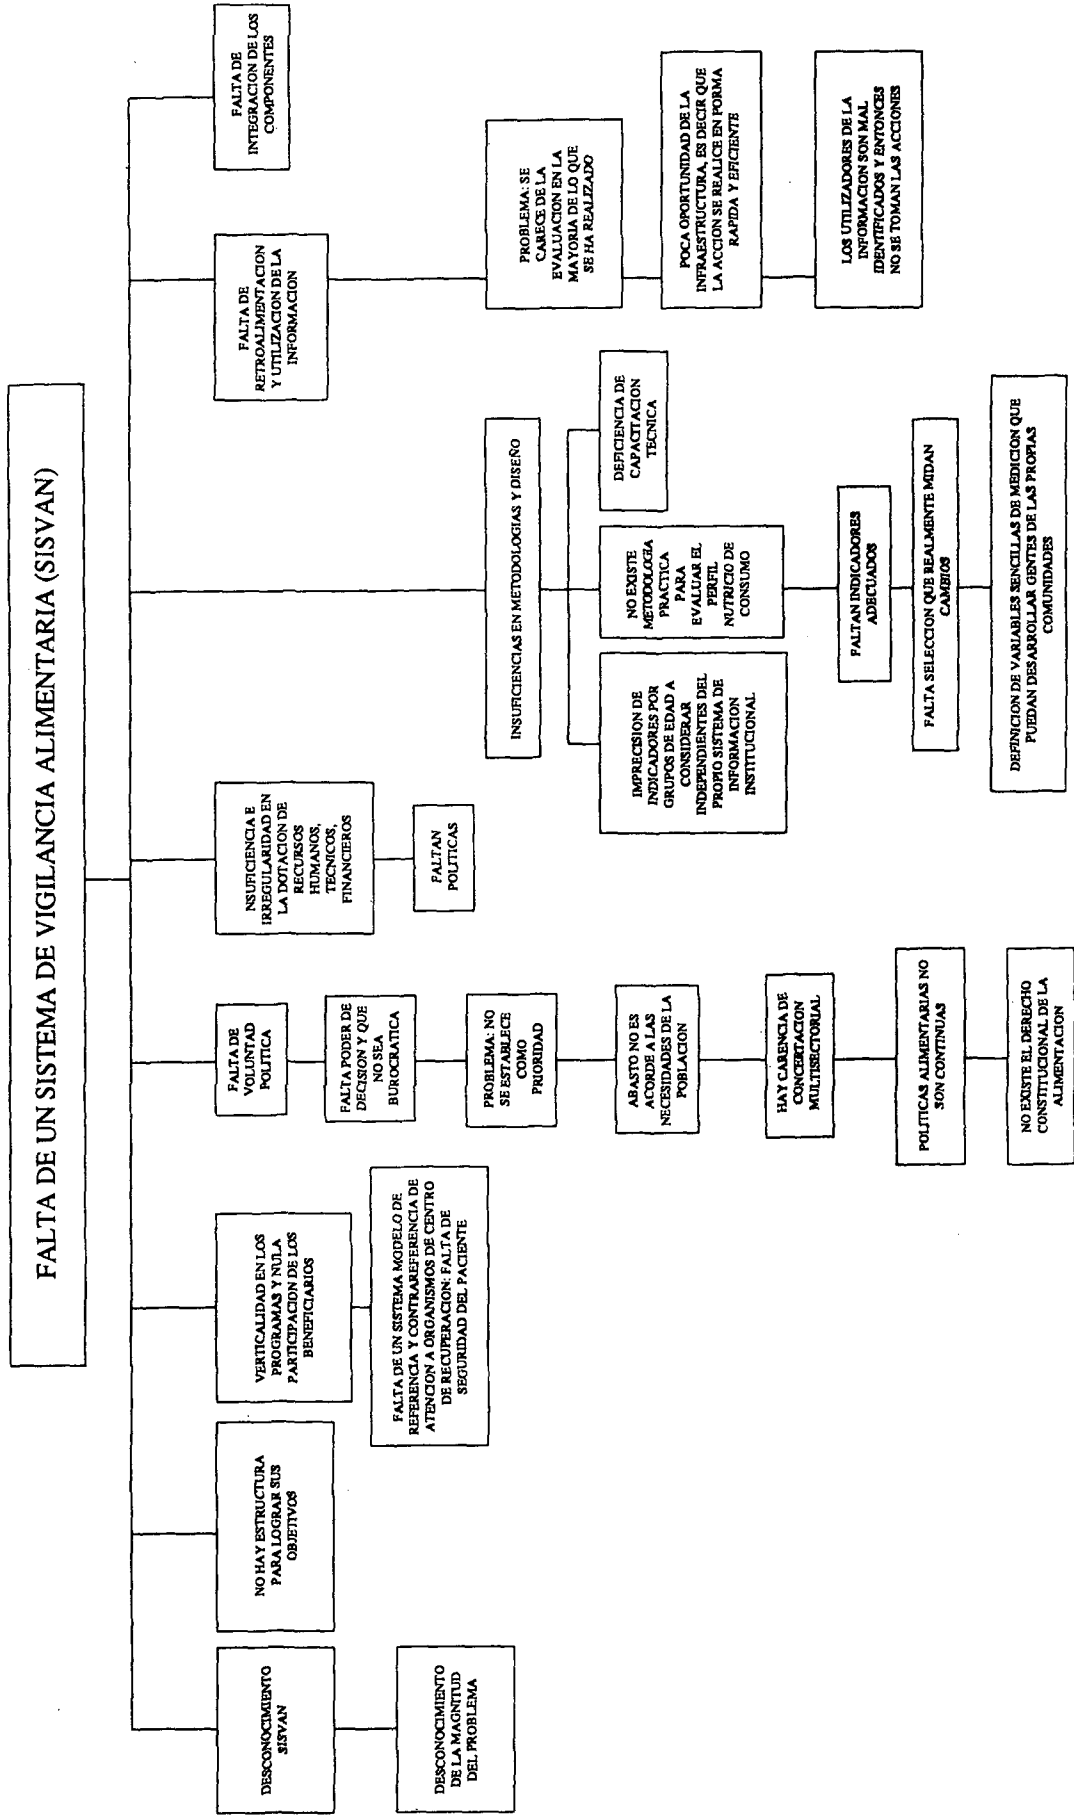 FALTA DE UN SISTEMA DE VIGILANCIA ALIMENTARIA (SISVAN)
DESCONOCIMIENTO
SISVAN
DESCONOCIMIENTO
DE LA MAGNITUD
DEL PROBLEMA
NO HAY ESTRUCTURA
PARA LOGRAR SUS
OBJETIVOS
VERTICALIDAD EN LOS
PROGRAMAS Y NULA
PARTICIPACION DE LOS
BENEFICIARIOS
FALTA DE UN SISTEMA MODELO DE
REFERENCIA Y CONTRAREFERENCIA DE
ATENCION A ORGANISMOS DE CENTRO
DE RECUPERACION: FALTA DE
SEGURIDAD DEL PACIENTE
FALTA DE
VOLUNTAD
POLITICA
FALTA PODER DE
DECISION Y QUE
NO SEA
BUROCRATICA
PROBLEMA: NO
SE ESTABLECE
COMO
PRIORIDAD
ABASTO NO ES
ACORDE A LAS
NECESIDADES DE LA
POBLACION
HAY CARENCIA DE
CONCERTACION
MULTISECTORIAL
POLITICAS ALIMENTARIAS NO
SON CONTINUAS
NO EXISTE EL DERECHO
CONSTITUCIONAL DE LA
ALIMENTACION
NSUFICIENCIA E
IRREGULARIDAD EN
LA DOTACION DE
RECURSOS
HUMANOS,
TECNICOS,
FINANCIEROS
FALTAN
POLITICAS
INSUFICIENCIAS EN METODOLOGIAS Y DISEÑO
IMPRECISION DE
INDICADORES POR
GRUPOS DE EDAD A
CONSIDERAR
INDEPENDIENTES DEL
PROPIO SISTEMA DE
INFORMACION
INSTITUCIONAL
NO EXISTE
METODOLOGIA
PRACTICA
PARA
EVALUAR EL
PERFIL
NUTRICIO DE
CONSUMO
DEFICIENCIA DE
CAPACITACION
TECNICA
FALTAN INDICADORES
ADECUADOS
FALTA SELECCION QUE REALMENTE MIDAN
CAMBIOS
DEFINICION DE VARIABLES SENCILLAS DE MEDICION QUE
PUEDAN DESARROLLAR GENTES DE LAS PROPIAS
COMUNIDADES
FALTA DE
RETROALIMENTACION
Y UTILIZACION DE LA
INFORMACION
PROBLEMA: SE
CARECE DE LA
EVALUACION EN LA
MAYORIA DE LO QUE
SE HA REALIZADO
POCA OPORTUNIDAD DE LA
INFRAESTRUCTURA, ES DECIR QUE
LA ACCION SE REALICE EN PORMA
RAPIDA Y EFICIENTE
LOS UTILIZADORES DE LA
INFORMACION SON MAL
IDENTIFICADOS Y ENTONCES
NO SE TOMAN LAS ACCIONES
FALTA DE
INTEGRACION DE LOS
COMPONENTES